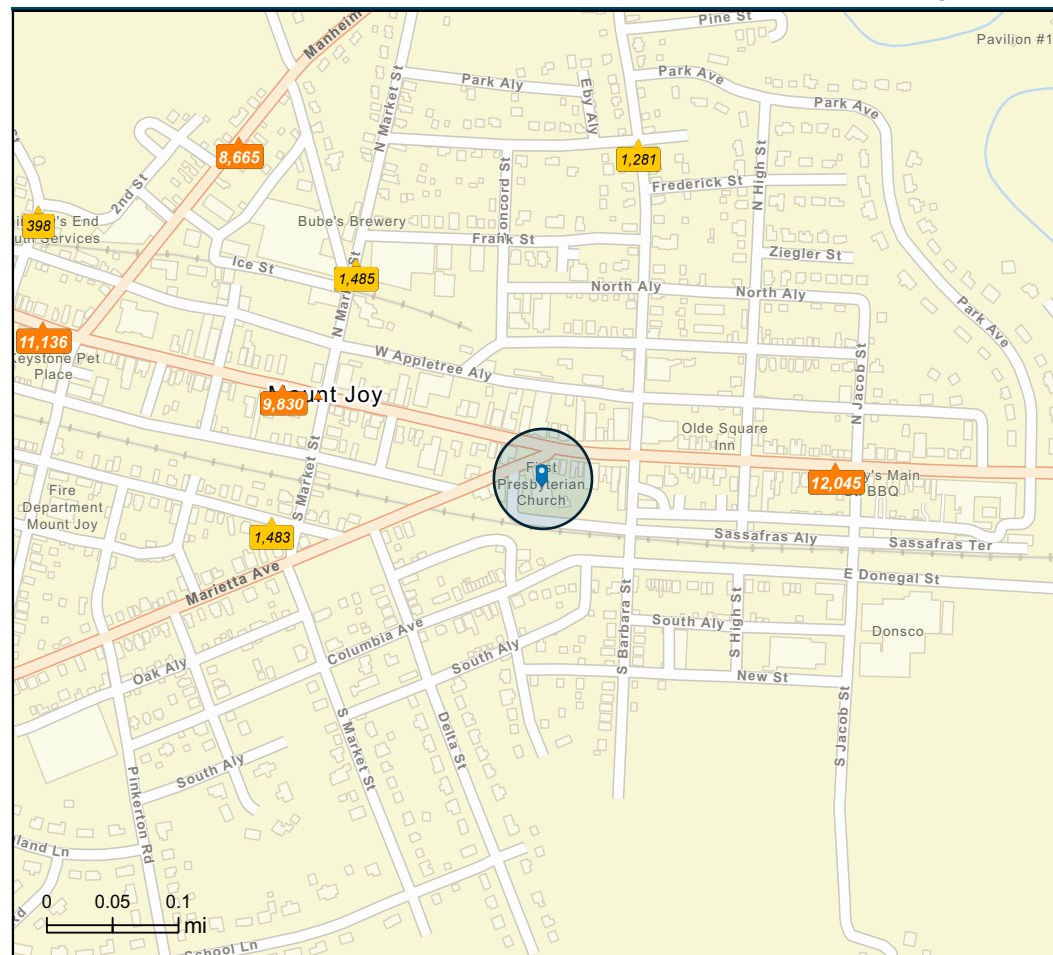 Pine St
Pavilion #1
Manheim
Park Aly
Park Ave
Park Ave
N Market St
Eby Aly
8,665
1,281
N High St
2nd St
Frederick St
398
Bube's Brewery
Frank St
Ziegler St
Ice St
1,485
North Aly
North Aly
Park Ave
11,136
Keystone Pet
Place
W Appletree Aly
N Jacob St
Mount Joy
9,830
Olde Square
Inn
First
Presbyterian
Church
12,045
Main
BBQ
Fire
Department
Mount Joy
S Market St
1,483
Sassafras Aly
Sassafras Ter
Marietta Ave
E Donegal St
S Barbara St
S High St
South Aly
Donsco
Columbia Ave
South Aly
Oak Aly
New St
S Market St
Delta St
S Jacob St
South Aly
Pinkerton Rd
Ln
Rd
0 0.05 0.1
mi
School Ln